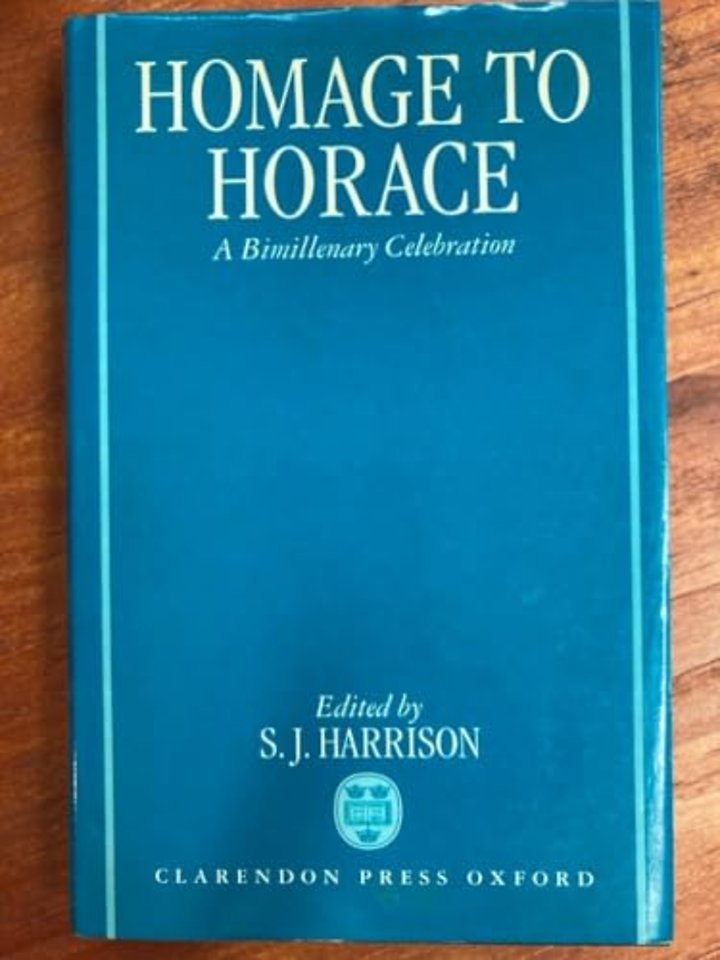 HOMAGE TO
HORACE
A Bimillenary Celebration
Edited by
S. J. HARRISON
CLARENDON PRESS OXFORD